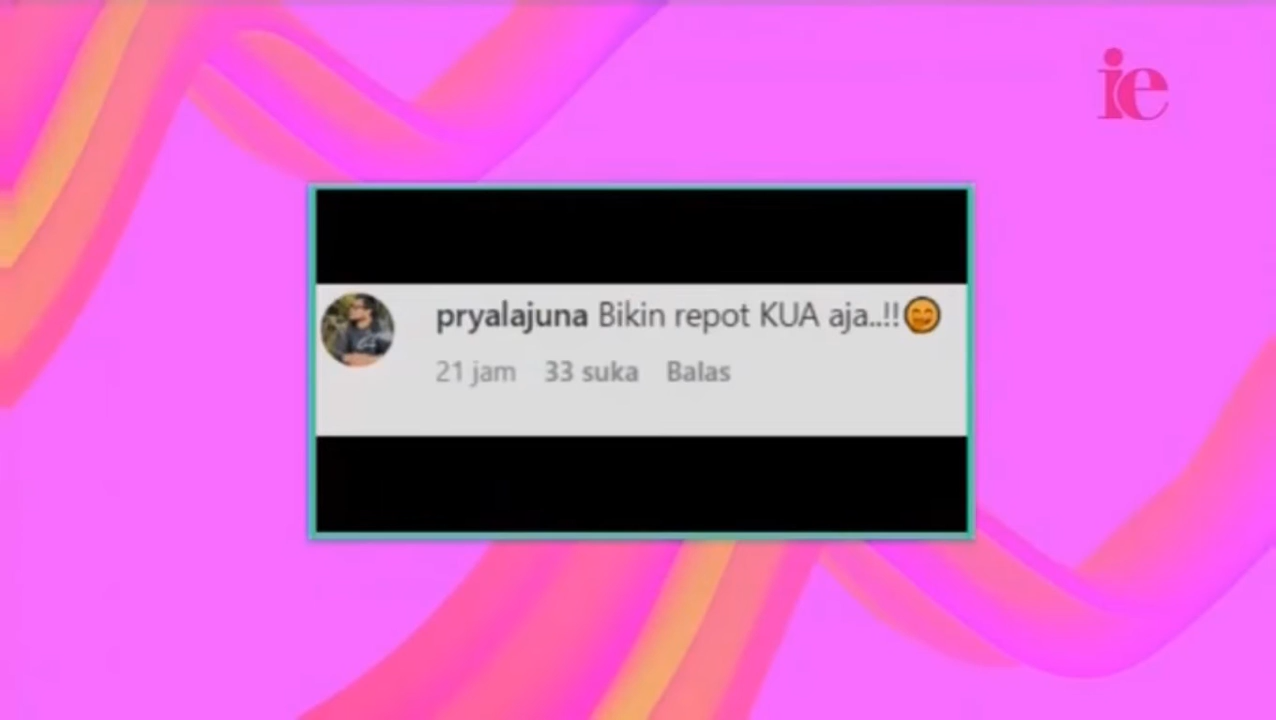 ie
pryalajuna Bikin repot KUA aja..!!😄
21 jam 33 suka Balas